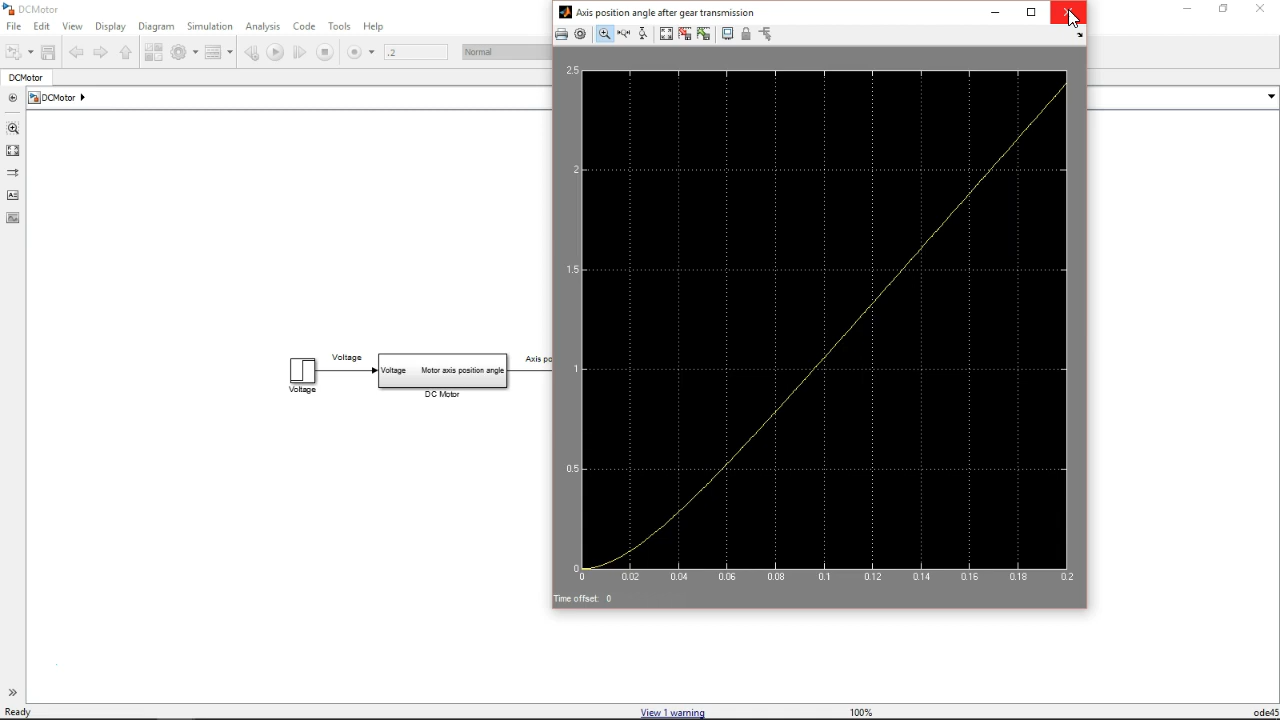 DCMotor
File Edit View Display Diagram Simulation Analysis Code Tools Help
.2 Normal
DCMotor
DCMotor
Axis position angle after gear transmission
2.5
2
1.5
1
0.5
0
0 0.02 0.04 0.06 0.08 0.1 0.12 0.14 0.16 0.18 0.2
Time offset: 0
Voltage
Voltage
Voltage Motor axis position angle
DC Motor
Axis po
Ready View 1 warning 100% ode45